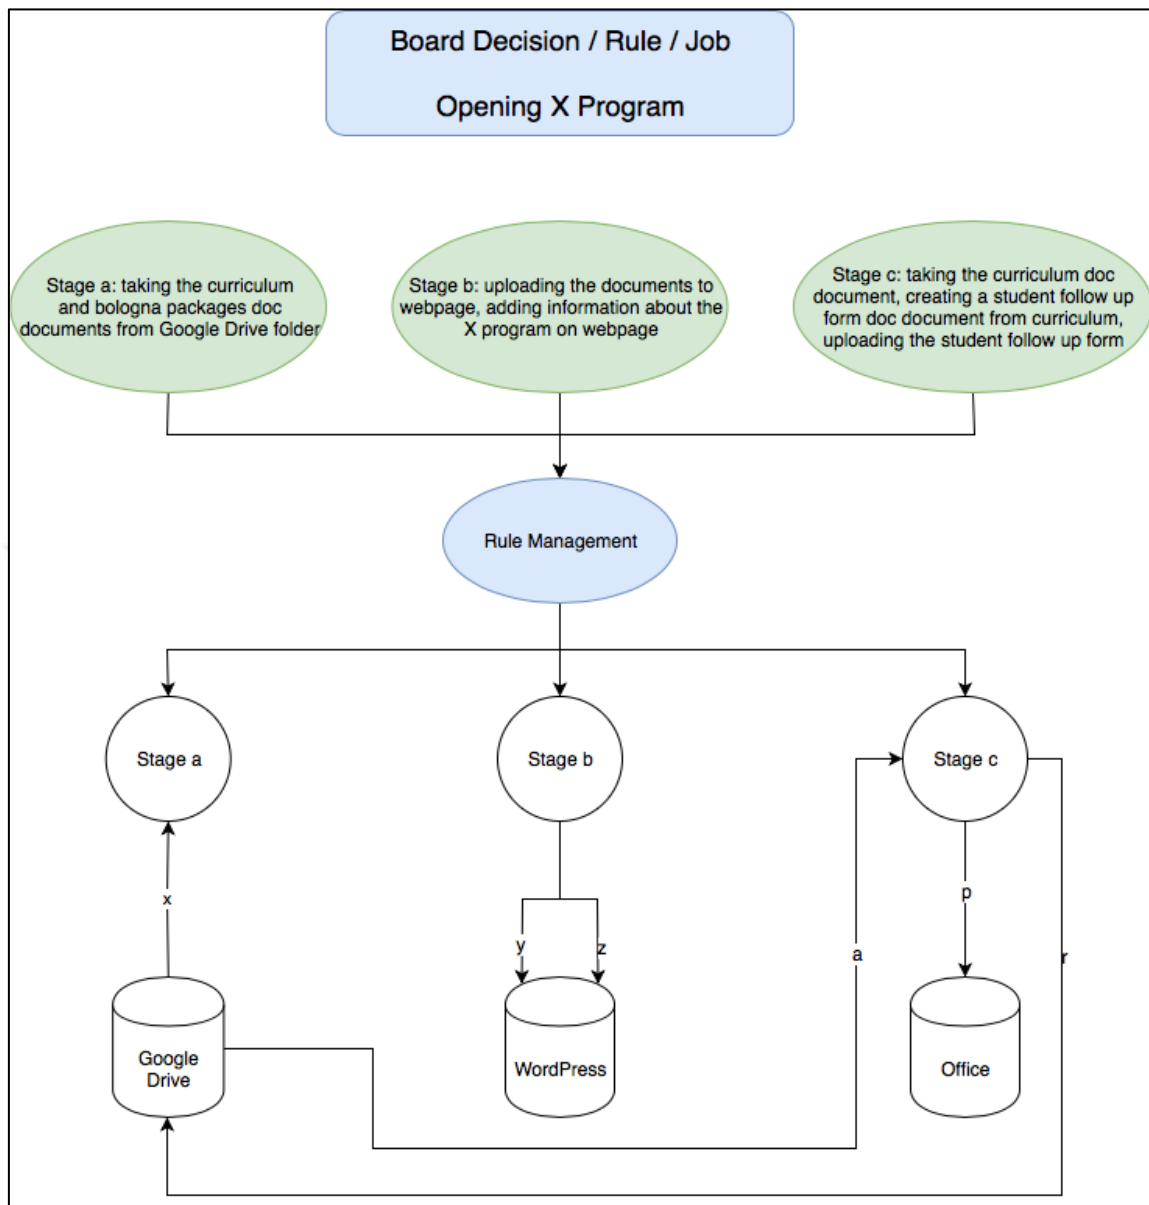 Board Decision / Rule / Job
Opening X Program
Stage a: taking the curriculum
and bologna packages doc
documents from Google Drive folder
Stage b: uploading the documents to
webpage, adding information about the
X program on webpage
Stage c: taking the curriculum doc
document, creating a student follow up
form doc document from curriculum,
uploading the student follow up form
Rule Management
Stage a
Stage b
Stage c
x
y
z
a
p
r
Google
Drive
WordPress
Office